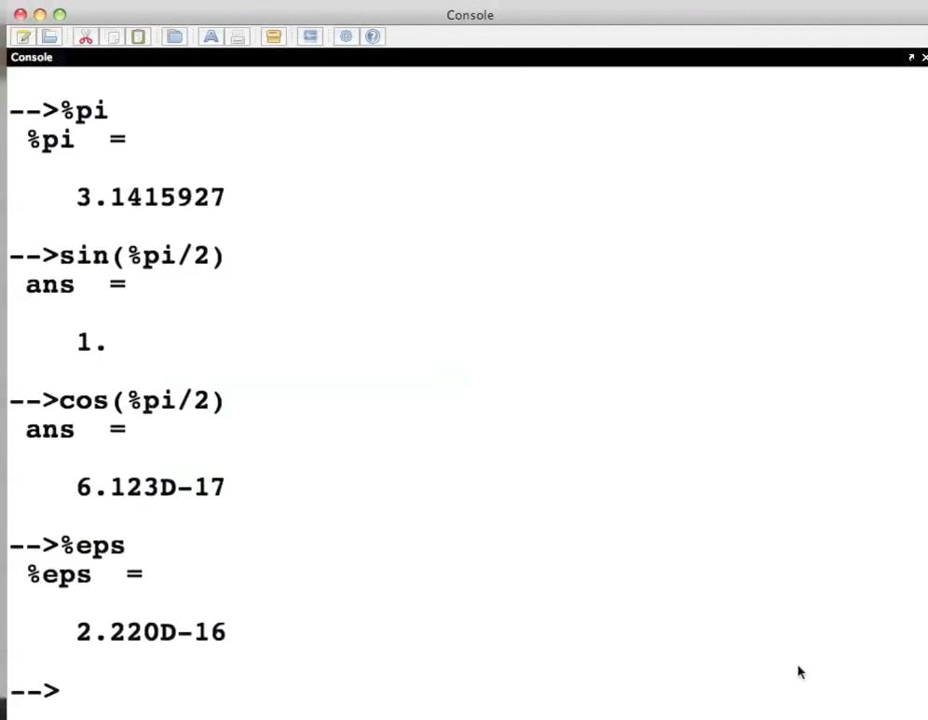 Console
Console
-->%pi
%pi =
3.1415927
-->sin(%pi/2)
ans =
1.
-->cos(%pi/2)
ans =
6.123D-17
-->%eps
%eps =
2.220D-16
-->